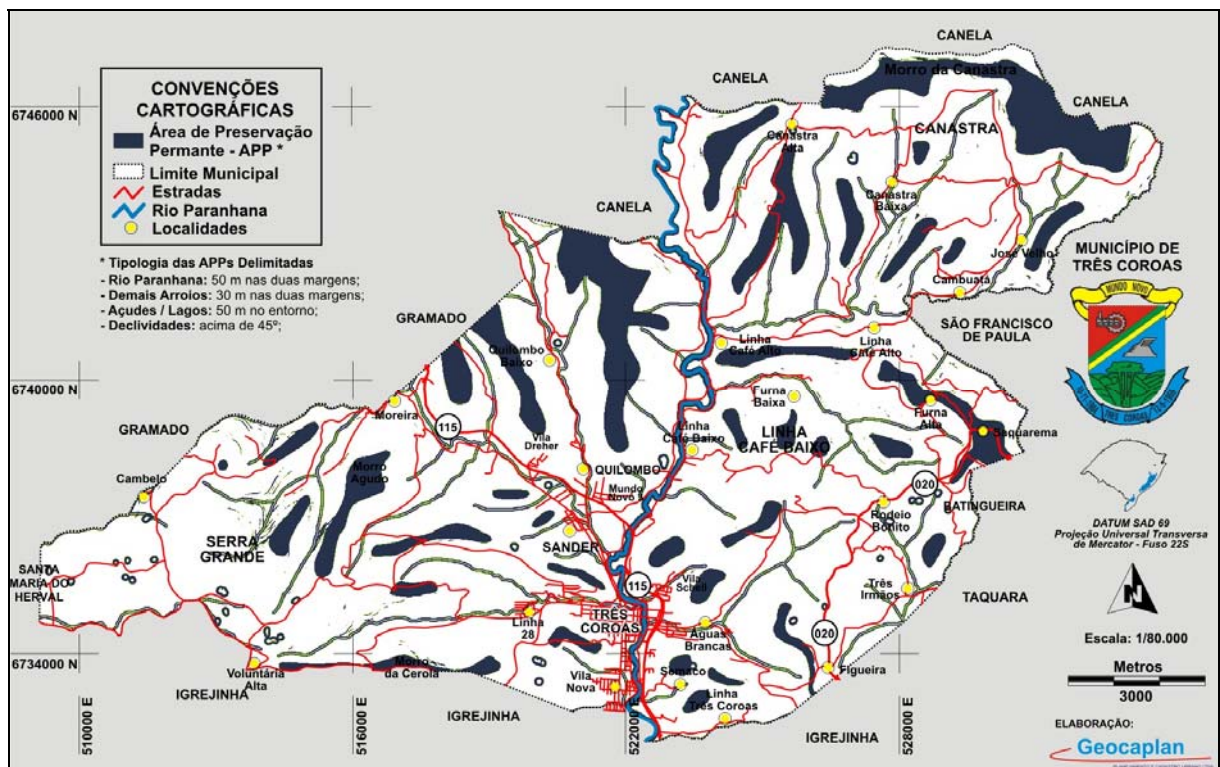 CONVENÇÕES
CARTOGRÁFICAS
Área de Preservação
Permante - APP *
Limite Municipal
Estradas
Rio Paranhana
Localidades
* Tipologia das APPs Delimitadas
- Rio Paranhana: 50 m nas duas margens;
- Demais Arroios: 30 m nas duas margens;
- Açudes / Lagos: 50 m no entorno;
- Declividades: acima de 45º;
6746000 N
6740000 N
6734000 N
510000 E
516000 E
522000 E
528000 E
CANELA
CANELA
CANELA
CANELA
Morro da Canastra
CANASTRA
Canastra
Alta
Canastra
Baixa
José Velho
Cambuatá
GRAMADO
GRAMADO
SÃO FRANCISCO
DE PAULA
Quilombo
Baixo
Linha
Café Alto
Linha
Café Alto
Moreira
115
Furna
Baixa
Furna
Alta
Saquarema
Vila
Dreher
Linha
Café Baixo
LINHA
CAFÉ BAIXO
QUILOMBO
Mundo
Novo
Cambelo
Morro
Agudo
020
Rodeio
Bonito
SERRA
GRANDE
SANDER
SANTA
MARIA DO
HERVAL
115
Vila
Schell
Três
Irmãos
TAQUARA
Linha
28
TRÊS
COROAS
Águas
Brancas
020
Voluntária
Alta
Morro
da Cerola
Vila
Nova
Semaco
Figueira
Linha
Três Coroas
IGREJINHA
IGREJINHA
IGREJINHA
MUNICÍPIO DE
TRÊS COROAS
MUNDO NOVO
TRES COROAS
DATUM SAD 69
Projeção Universal Transversa
de Mercator - Fuso 22S
N
Escala: 1/80.000
Metros
3000
ELABORAÇÃO:
Geocaplan